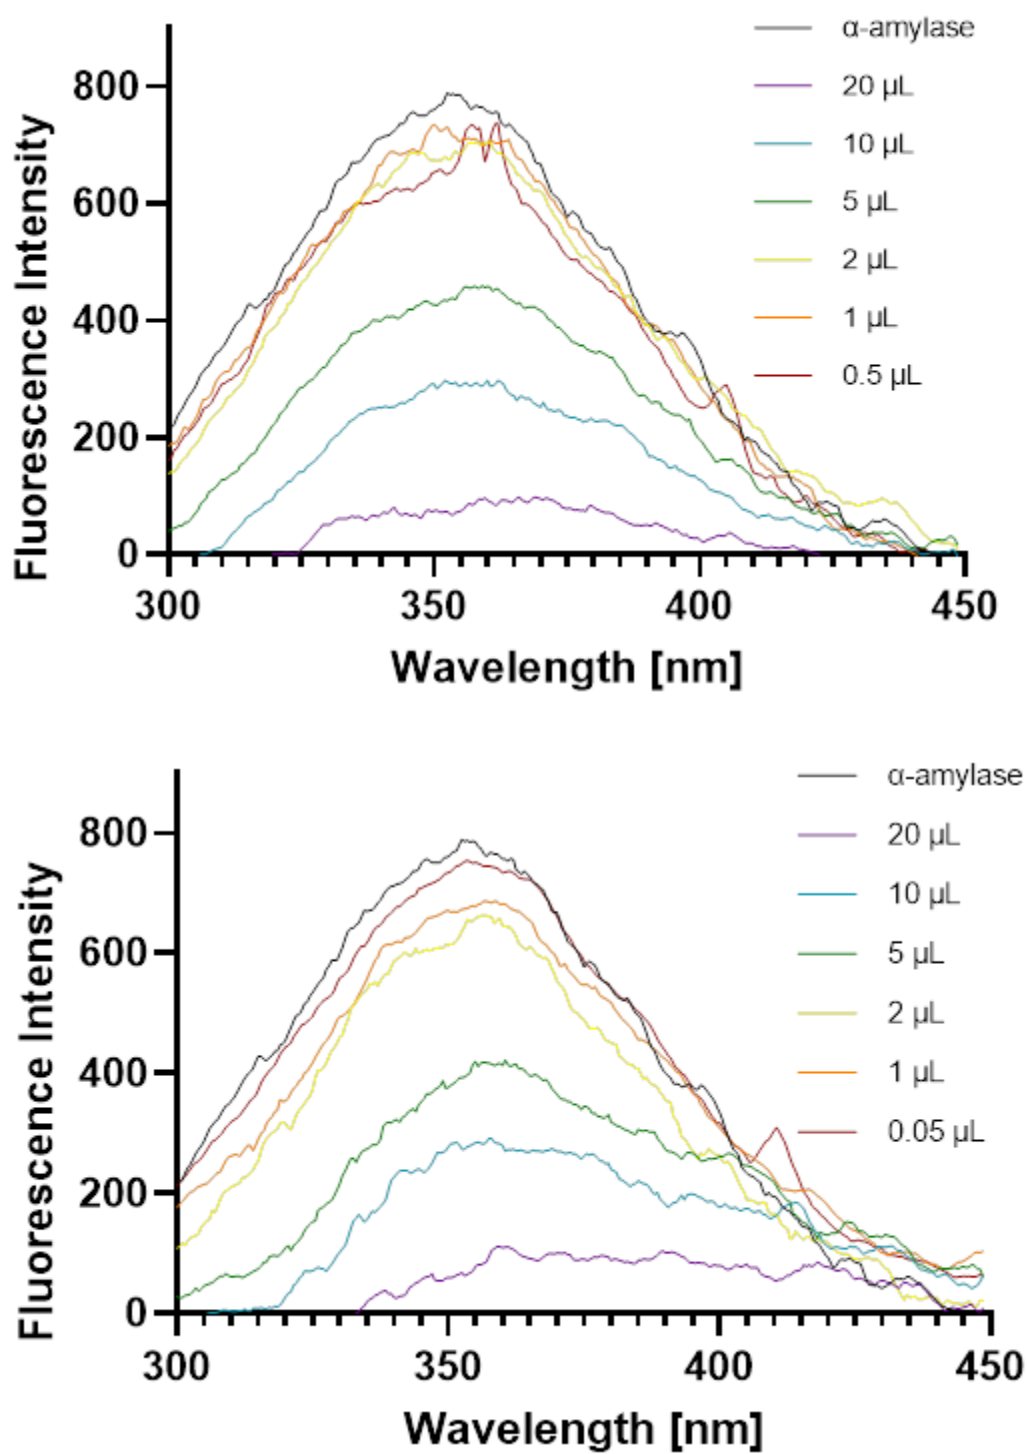 α-amylase
20 µL
10 µL
5 µL
2 µL
1 µL
0.5 µL
Fluorescence Intensity
800
600
400
200
0
300 350 400 450
Wavelength [nm]
α-amylase
20 µL
10 µL
5 µL
2 µL
1 µL
0.05 µL
Fluorescence Intensity
800
600
400
200
0
300 350 400 450
Wavelength [nm]